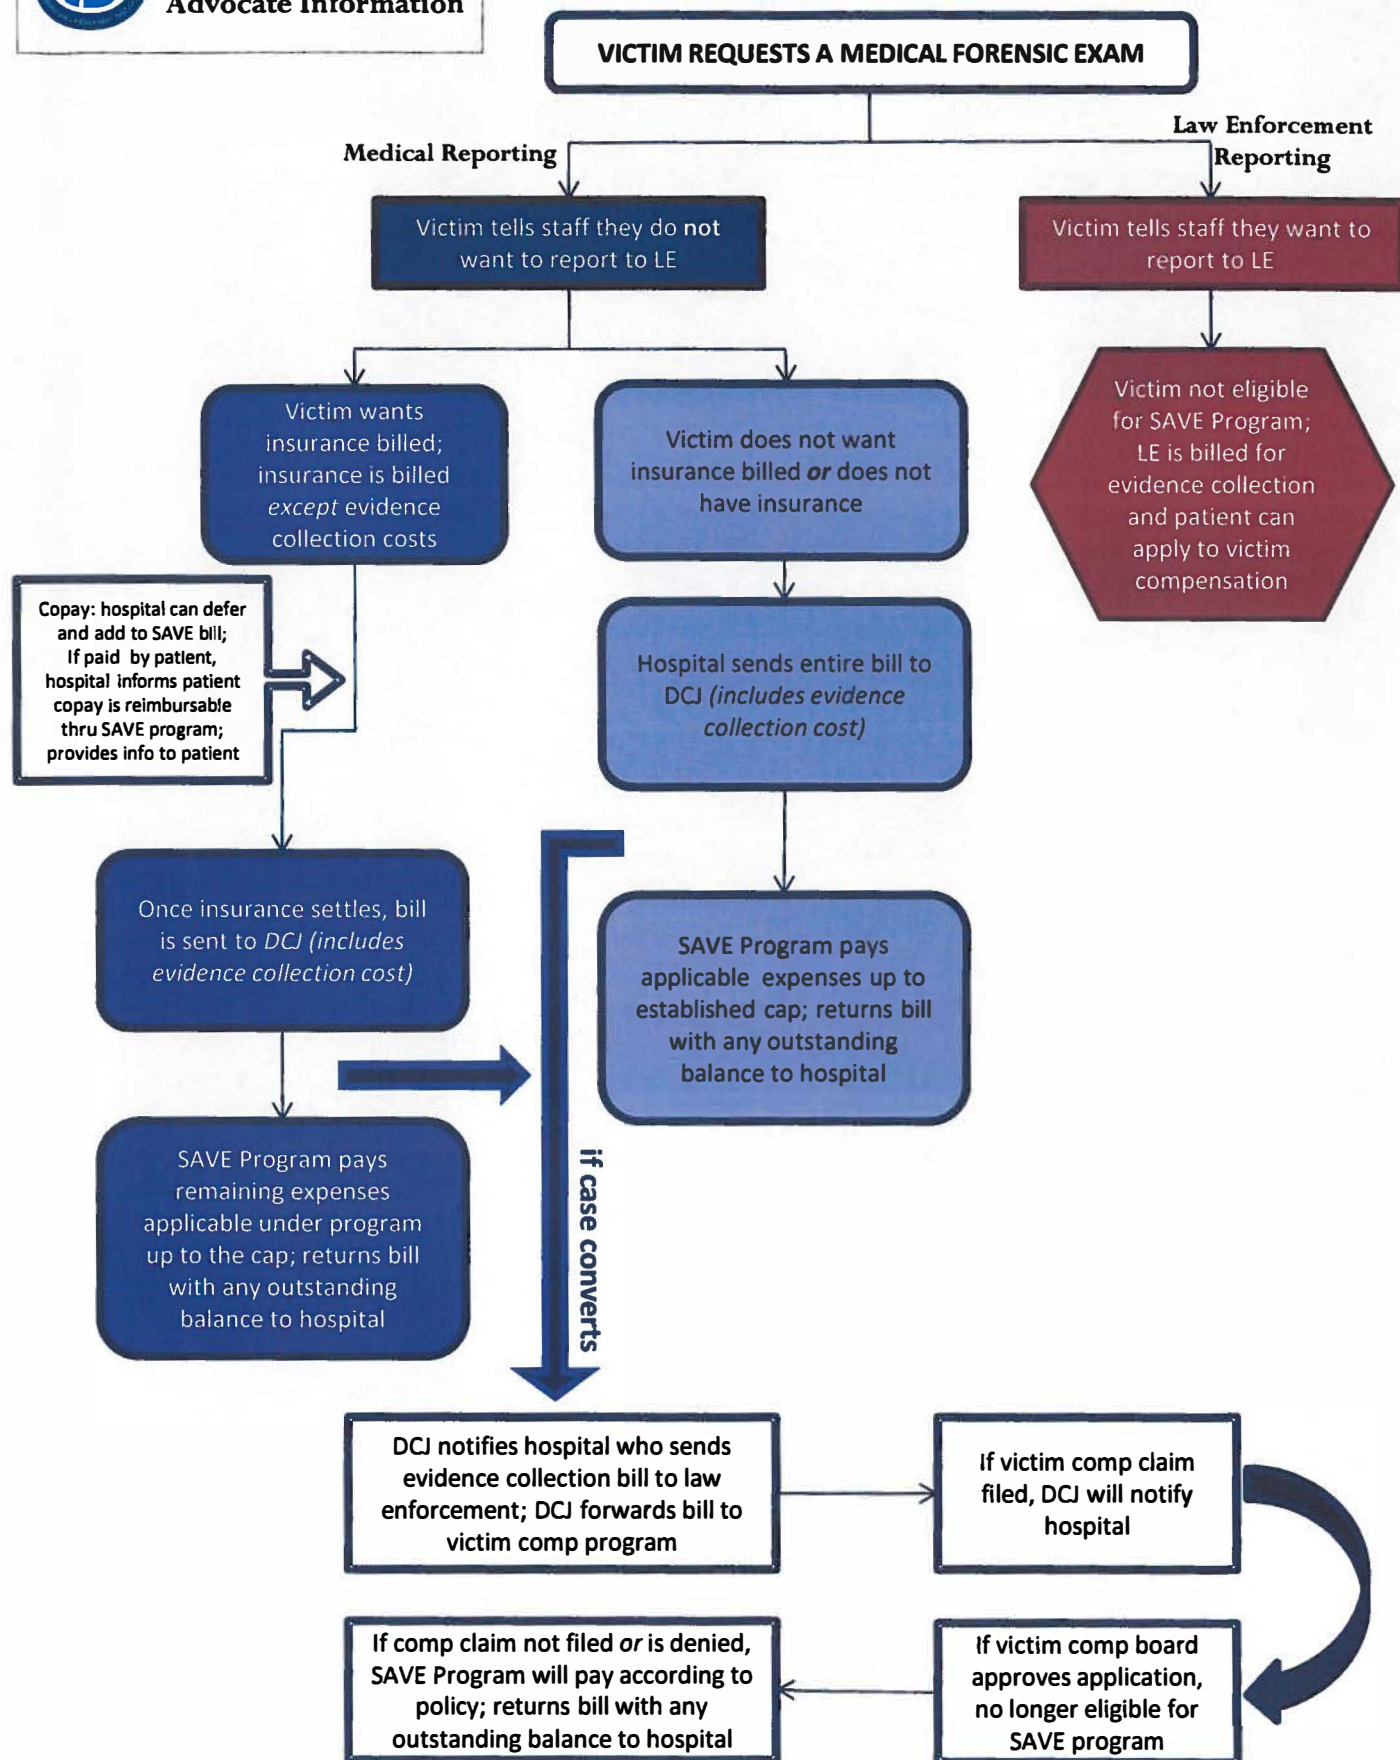 Advocate Information
VICTIM REQUESTS A MEDICAL FORENSIC EXAM
Medical Reporting
Law Enforcement
Reporting
Victim tells staff they do not
want to report to LE
Victim tells staff they want to
report to LE
Victim wants
insurance billed;
insurance is billed
except evidence
collection costs
Victim does not want
insurance billed or does not
have insurance
Victim not eligible
for SAVE Program;
LE is billed for
evidence collection
and patient can
apply to victim
compensation
Copay: hospital can defer
and add to SAVE bill;
If paid by patient,
hospital informs patient
copay is reimbursable
thru SAVE program;
provides info to patient
Hospital sends entire bill to
DCJ (includes evidence
collection cost)
Once insurance settles, bill
is sent to DCJ (includes
evidence collection cost)
SAVE Program pays
applicable expenses up to
established cap; returns bill
with any outstanding
balance to hospital
SAVE Program pays
remaining expenses
applicable under program
up to the cap; returns bill
with any outstanding
balance to hospital
if case converts
DCJ notifies hospital who sends
evidence collection bill to law
enforcement; DCJ forwards bill to
victim comp program
If victim comp claim
filed, DCJ will notify
hospital
If victim comp board
approves application,
no longer eligible for
SAVE program
If comp claim not filed or is denied,
SAVE Program will pay according to
policy; returns bill with any
outstanding balance to hospital